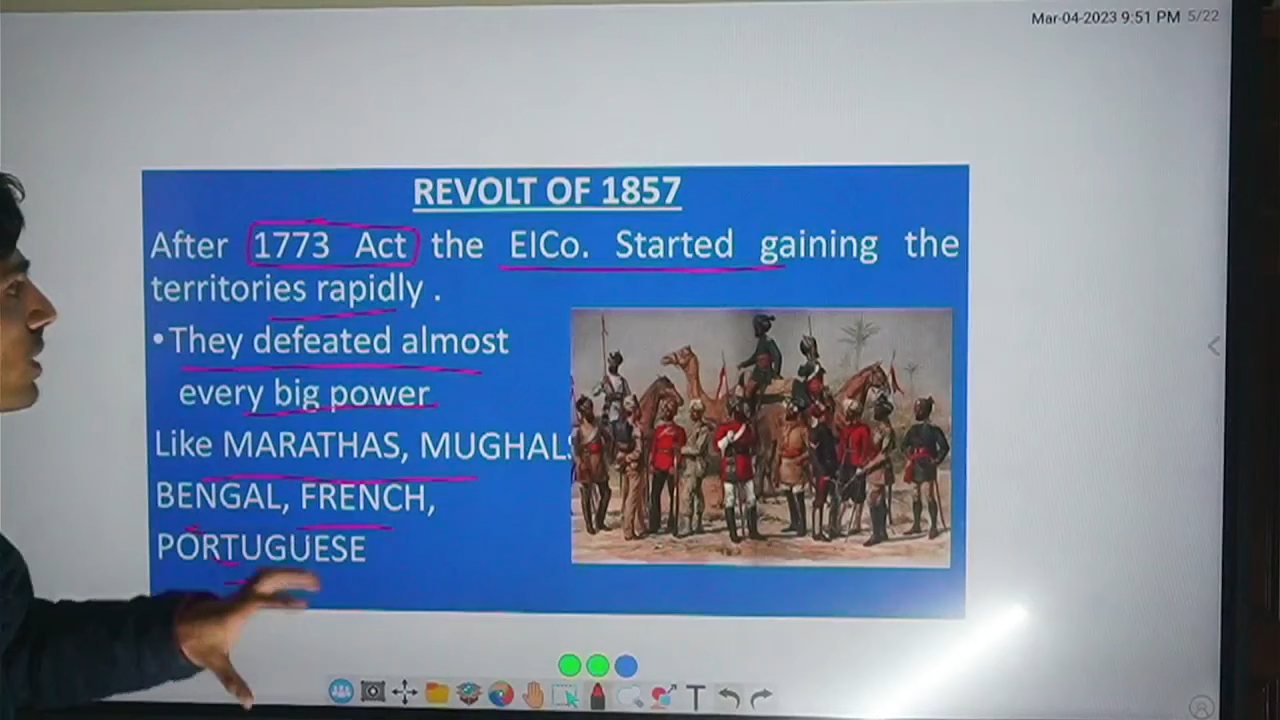 Mar-04-2023 9:51 PM 5/22
REVOLT OF 1857
After 1773 Act the EICo. Started gaining the
territories rapidly .
•They defeated almost
every big power
Like MARATHAS, MUGHALS
BENGAL, FRENCH,
PORTUGUESE
T